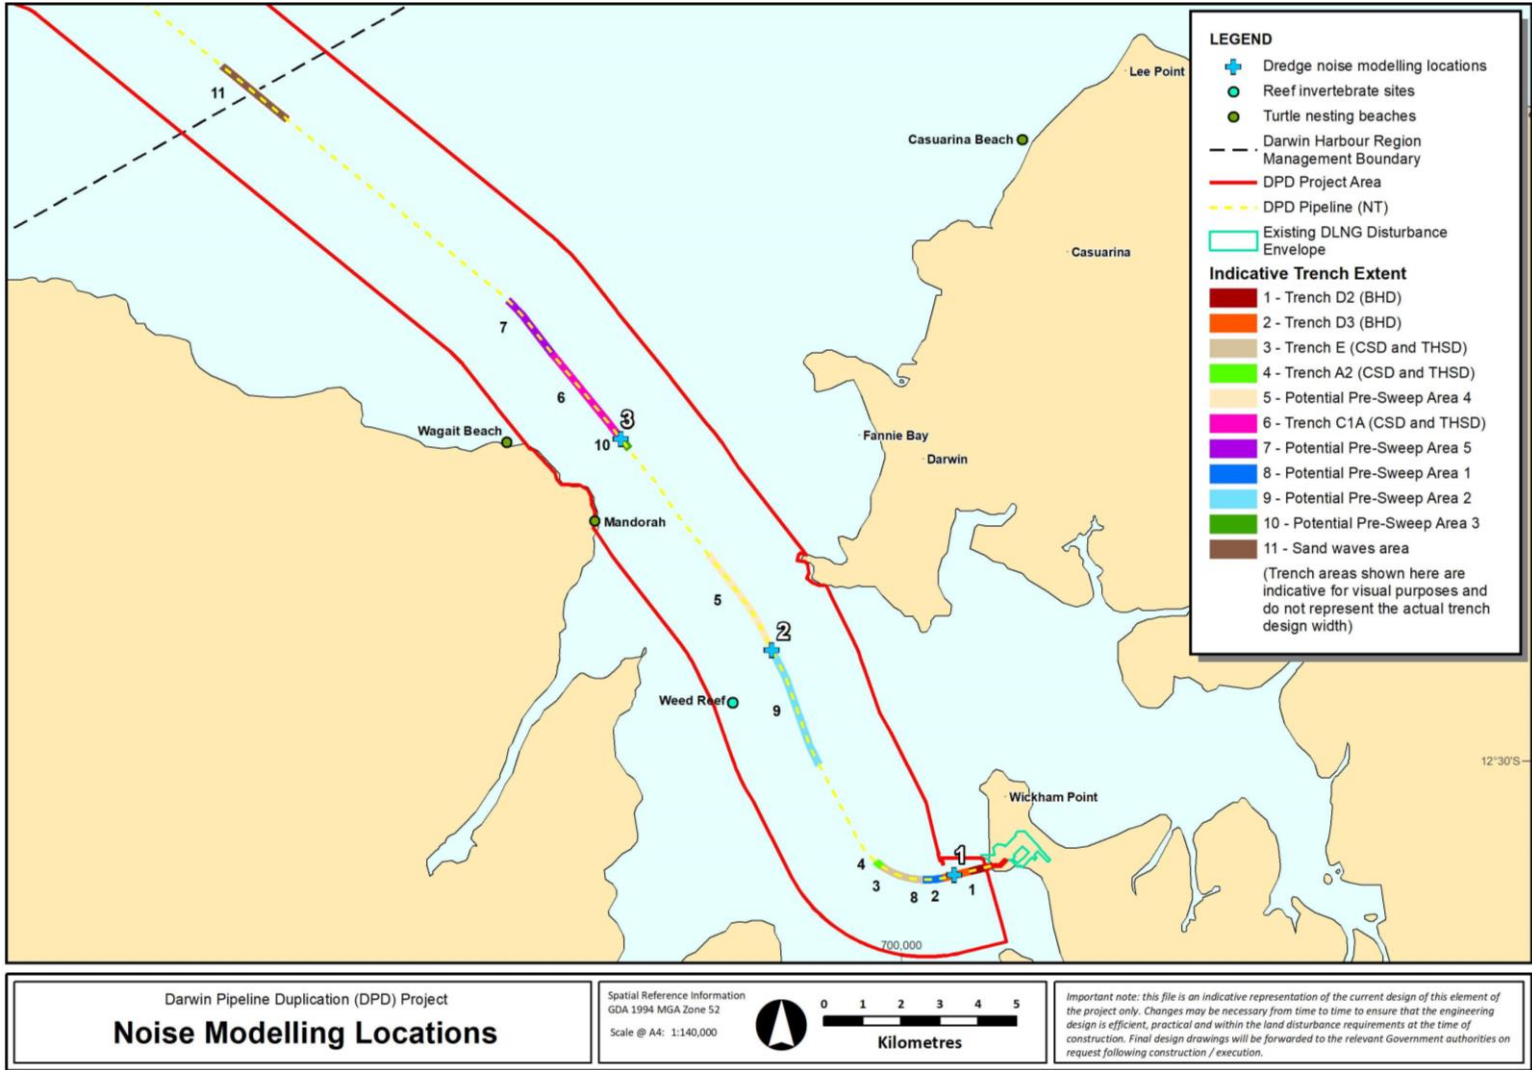 11
Lee Point
Casuarina Beach
Casuarina
7
6
3
10
Wagait Beach
Fannie Bay
Darwin
Mandorah
5
2
Weed Reef
9
Wickham Point
4
1
3
8
2
1
700,000
12°30'S
LEGEND
Dredge noise modelling locations
Reef invertebrate sites
Turtle nesting beaches
Darwin Harbour Region
Management Boundary
DPD Project Area
DPD Pipeline (NT)
Existing DLNG Disturbance
Envelope
Indicative Trench Extent
1 - Trench D2 (BHD)
2 - Trench D3 (BHD)
3 - Trench E (CSD and THSD)
4 - Trench A2 (CSD and THSD)
5 - Potential Pre-Sweep Area 4
6 - Trench C1A (CSD and THSD)
7 - Potential Pre-Sweep Area 5
8 - Potential Pre-Sweep Area 1
9 - Potential Pre-Sweep Area 2
10 - Potential Pre-Sweep Area 3
11 - Sand waves area
(Trench areas shown here are
indicative for visual purposes and
do not represent the actual trench
design width)
Darwin Pipeline Duplication (DPD) Project
Noise Modelling Locations
Spatial Reference Information
GDA 1994 MGA Zone 52
Scale @ A4: 1:140,000
0 1 2 3 4 5
Kilometres
Important note: this file is an indicative representation of the current design of this element of
the project only. Changes may be necessary from time to time to ensure that the engineering
design is efficient, practical and within the land disturbance requirements at the time of
construction. Final design drawings will be forwarded to the relevant Government authorities on
request following construction / execution.